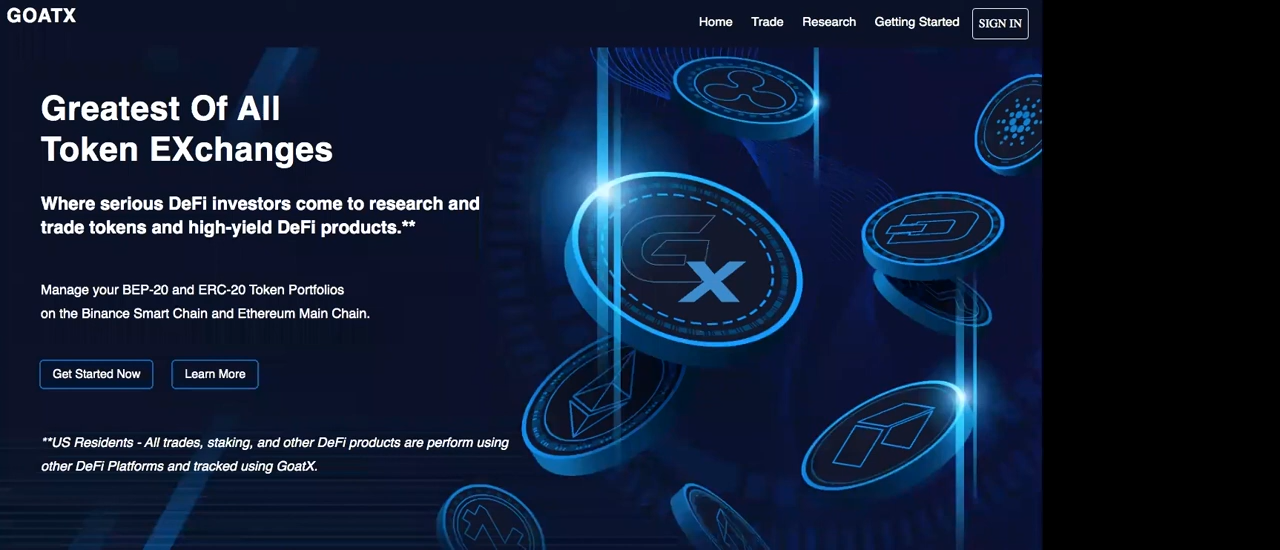 GOATX
Home Trade Research Getting Started SIGN IN
Greatest Of All
Token EXchanges
Where serious DeFi investors come to research and
trade tokens and high-yield DeFi products.**
Manage your BEP-20 and ERC-20 Token Portfolios
on the Binance Smart Chain and Ethereum Main Chain.
Get Started Now Learn More
**US Residents - All trades, staking, and other DeFi products are perform using
other DeFi Platforms and tracked using GoatX.
GX